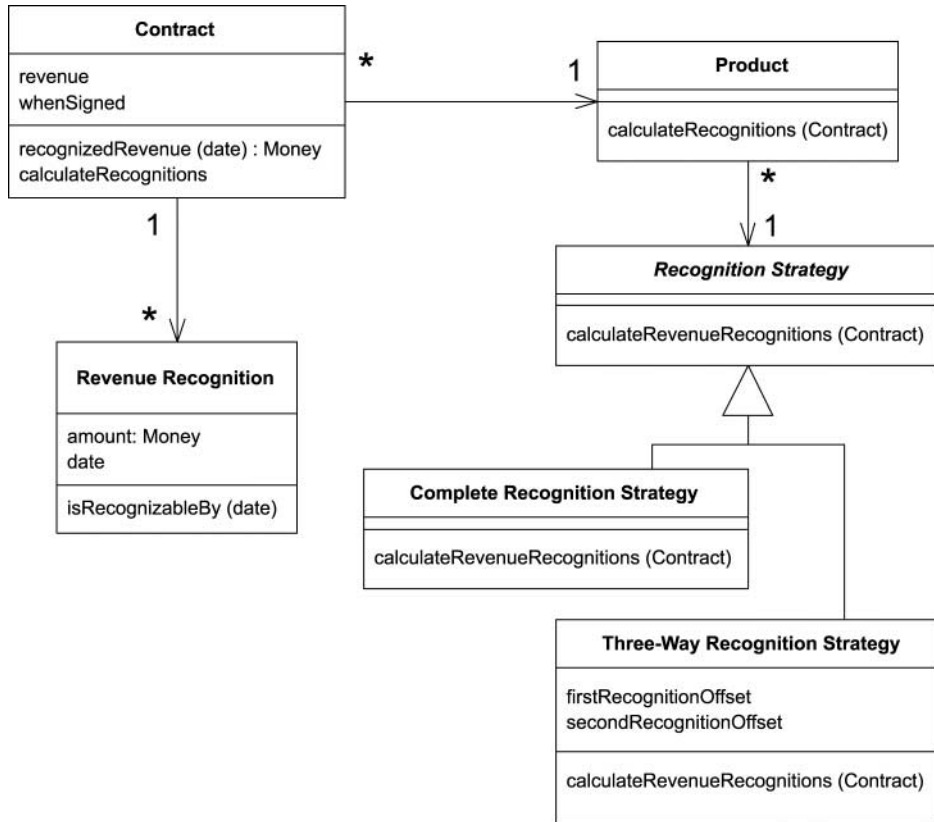 Contract
revenue
whenSigned
recognizedRevenue (date) : Money
calculateRecognitions
*
1
Product
calculateRecognitions (Contract)
*
1
Recognition Strategy
calculateRevenueRecognitions (Contract)
1
*
Revenue Recognition
amount: Money
date
isRecognizableBy (date)
Complete Recognition Strategy
calculateRevenueRecognitions (Contract)
Three-Way Recognition Strategy
firstRecognitionOffset
secondRecognitionOffset
calculateRevenueRecognitions (Contract)